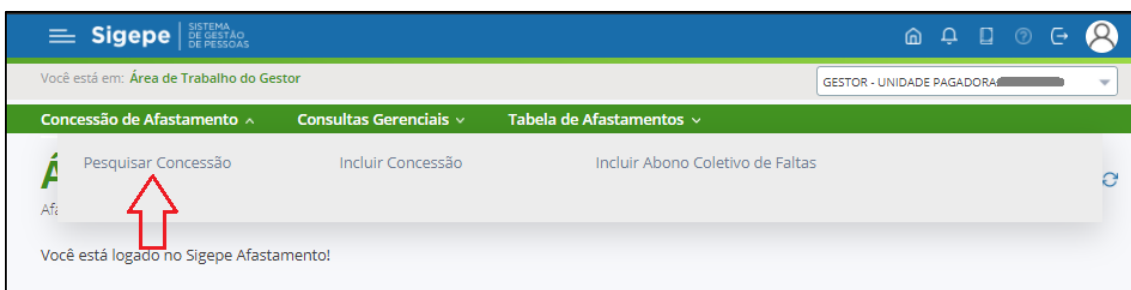 Sigepe SISTEMA DE GESTÃO DE PESSOAS
Você está em: Área de Trabalho do Gestor
GESTOR - UNIDADE PAGADORA
Concessão de Afastamento Consultas Gerenciais Tabela de Afastamentos
Pesquisar Concessão Incluir Concessão Incluir Abono Coletivo de Faltas
Você está logado no Sigepe Afastamento!